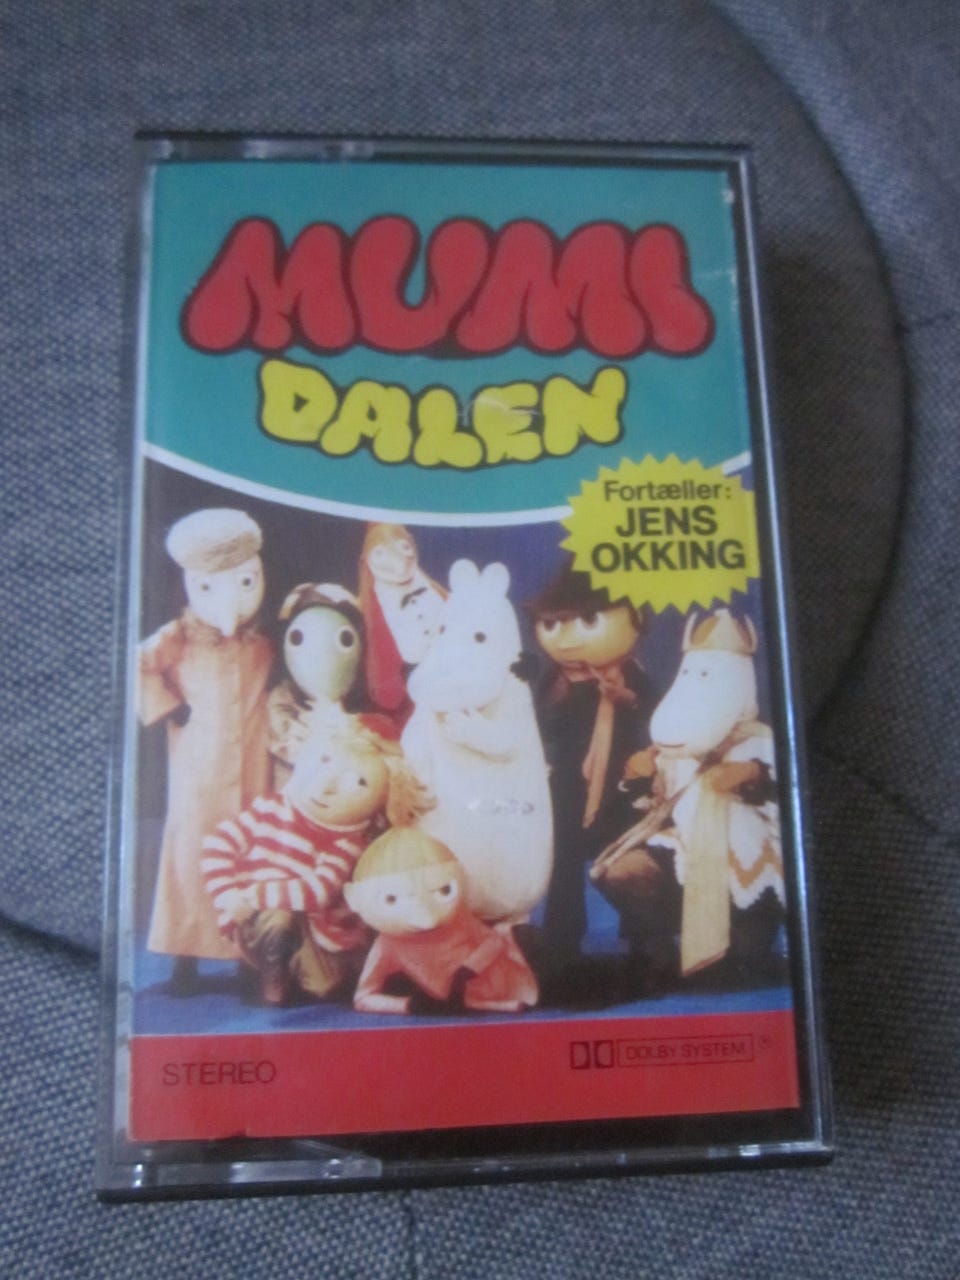 MUMI
DALEN
Fortæller:
JENS
OKKING
STEREO
DOLBY SYSTEM ®